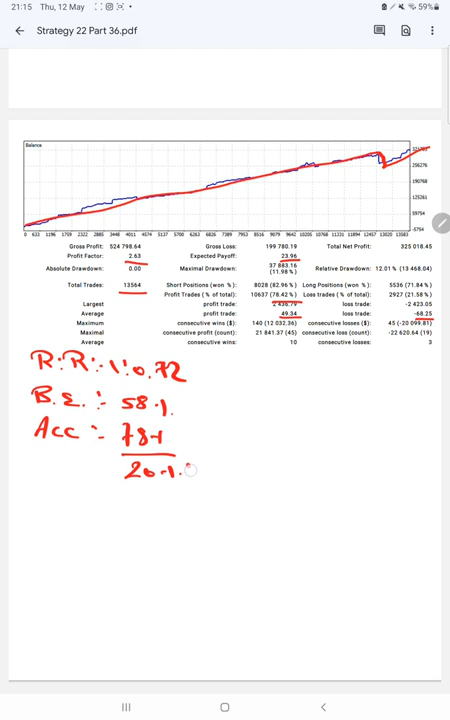 21:15 Thu, 12 May 59%
Strategy 22 Part 36.pdf
Balance
321793
256276
190768
125261
59754
-5754
0 633 1196 1759 2322 2885 3448 4011 4574 5137 5700 6263 6826 7389 7953 8516 9079 9642 10205 10768 11331 11894 12457 13020 13583
Gross Profit: 524 798.64 Gross Loss: 199 780.19 Total Net Profit: 325 018.45
Profit Factor: 2.63 Expected Payoff: 23.96
Absolute Drawdown: 0.00 Maximal Drawdown: 37 883.16 (11.98 %) Relative Drawdown: 12.01 % (13 468.04)
Total Trades: 13564 Short Positions (won %): 8028 (82.96 %) Long Positions (won %): 5536 (71.84 %)
Profit Trades (% of total): 10637 (78.42 %) Loss trades (% of total): 2927 (21.58 %)
Largest profit trade: 2 436.79 loss trade: -2 423.05
Average profit trade: 49.34 loss trade: -68.25
Maximum consecutive wins ($): 140 (12 032.36) consecutive losses ($): 45 (-20 099.81)
Maximal consecutive profit (count): 21 841.37 (45) consecutive loss (count): -22 620.64 (19)
Average consecutive wins: 10 consecutive losses: 3
R:R:- 1:0.72
B.E. :- 58%.
Acc :- 78%
20%.